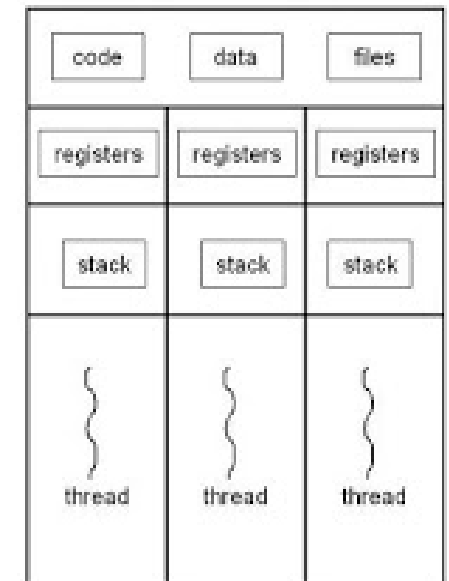 code data files
registers registers registers
stack stack stack
thread thread thread